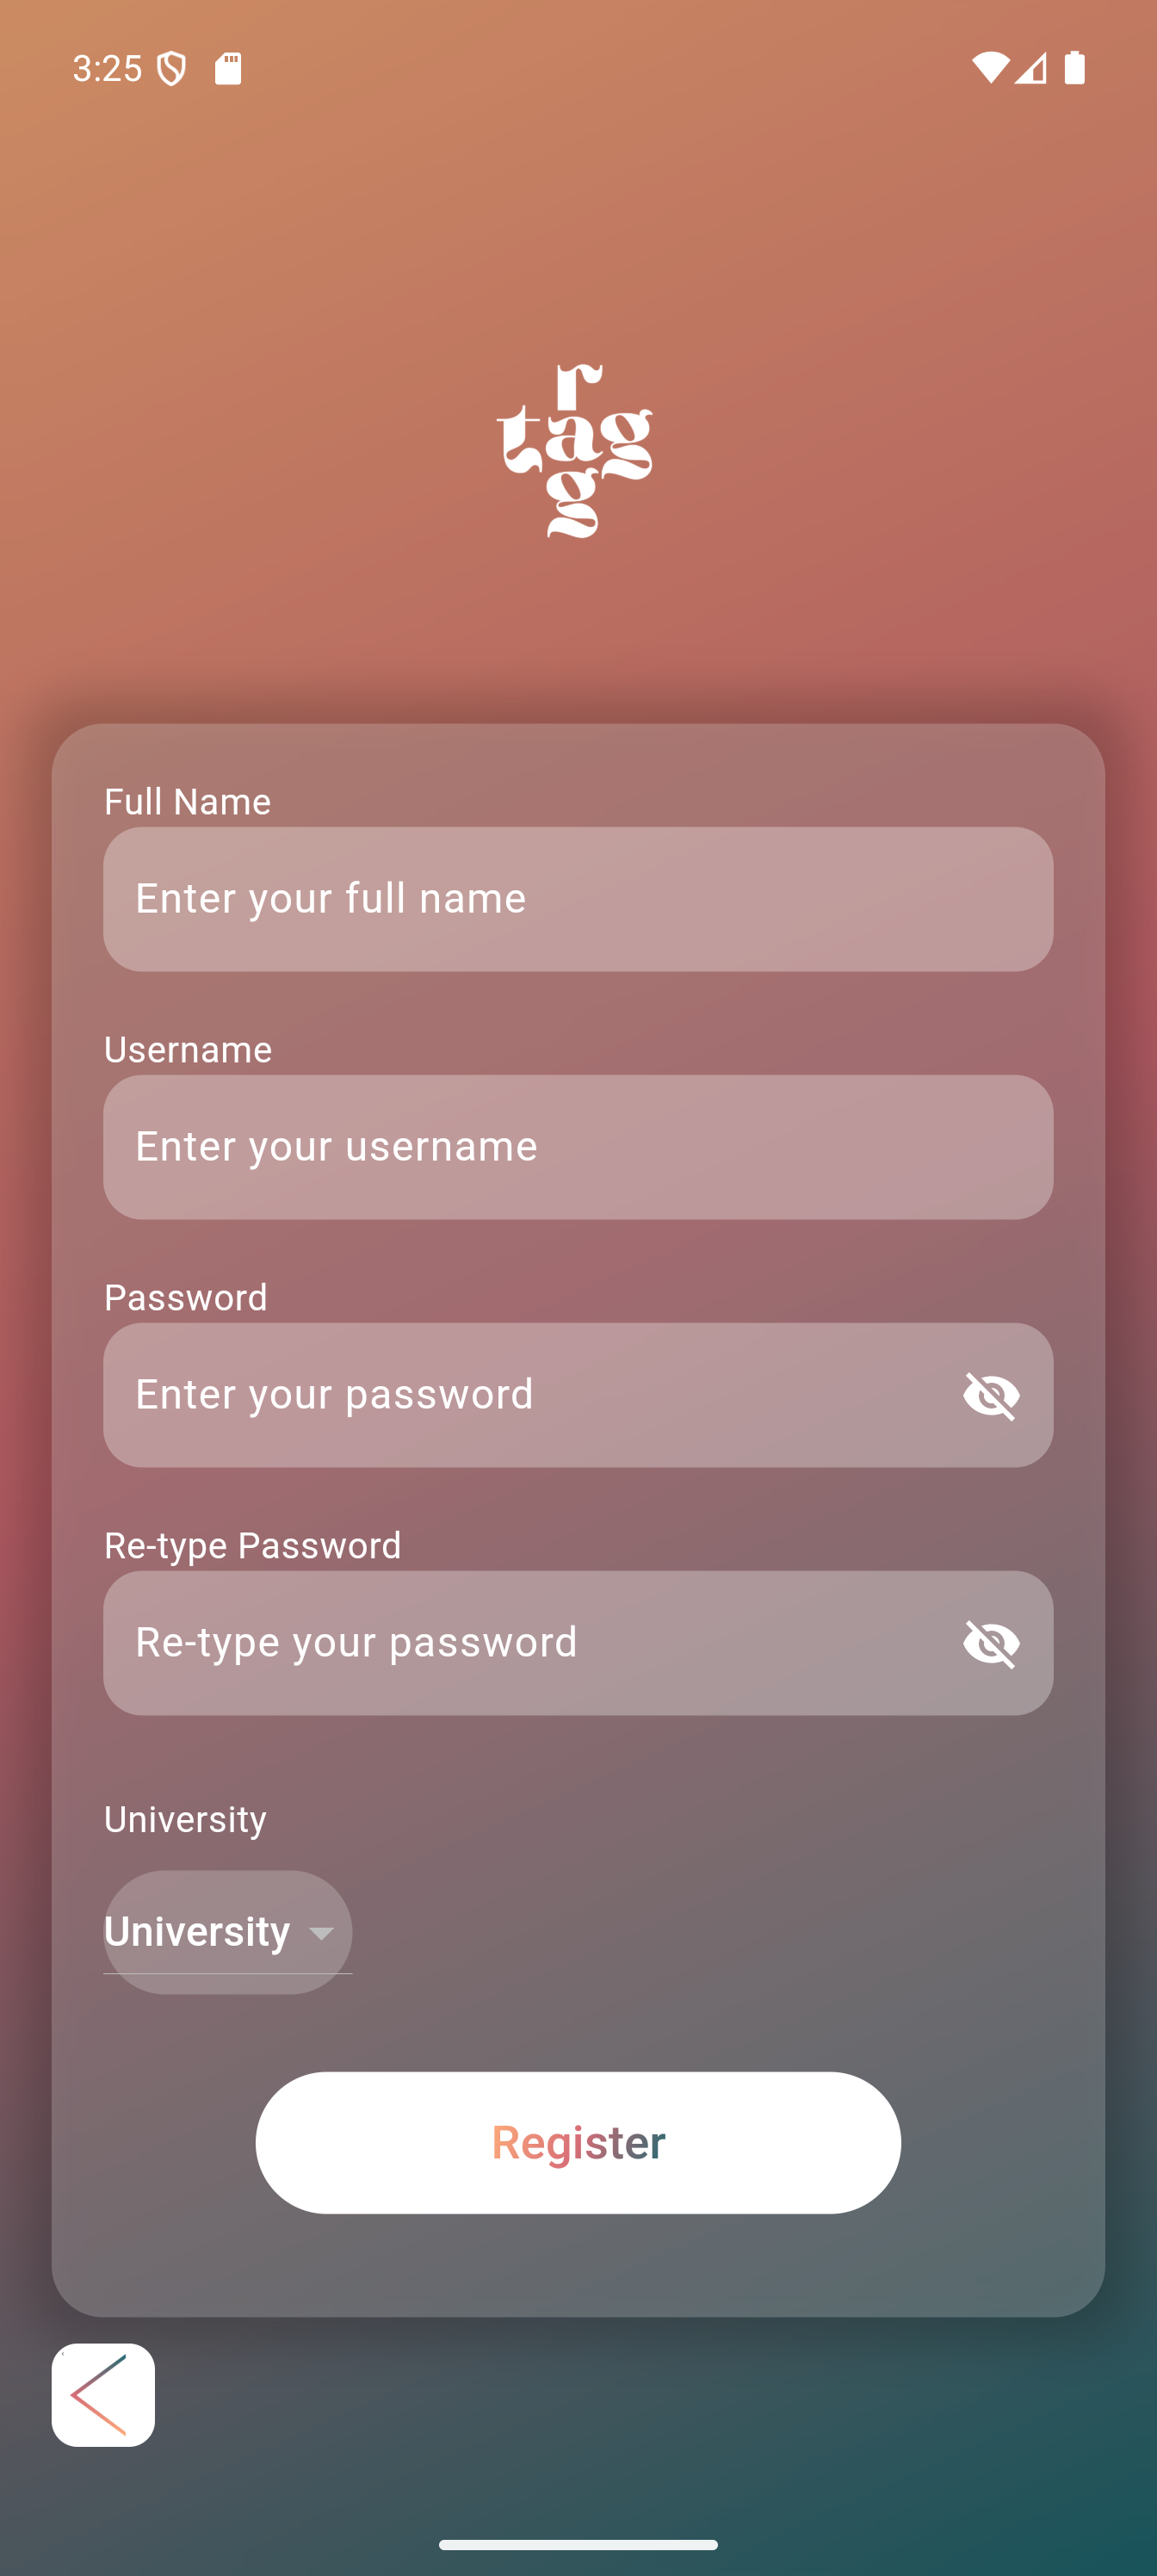 3:25
r
tag
g
Full Name
Enter your full name
Username
Enter your username
Password
Enter your password
Re-type Password
Re-type your password
University
University
Register